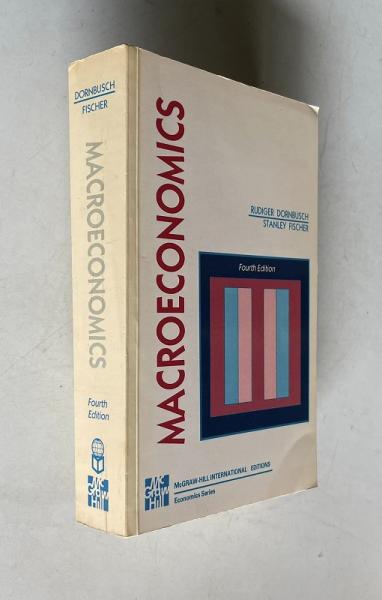 DORNBUSCH
FISCHER
MACROECONOMICS
Fourth
Edition
Mc
Graw
Hill
MACROECONOMICS
RUDIGER DORNBUSCH
STANLEY FISCHER
Fourth Edition
Mc
Graw
Hill
McGRAW-HILL INTERNATIONAL EDITIONS
Economics Series